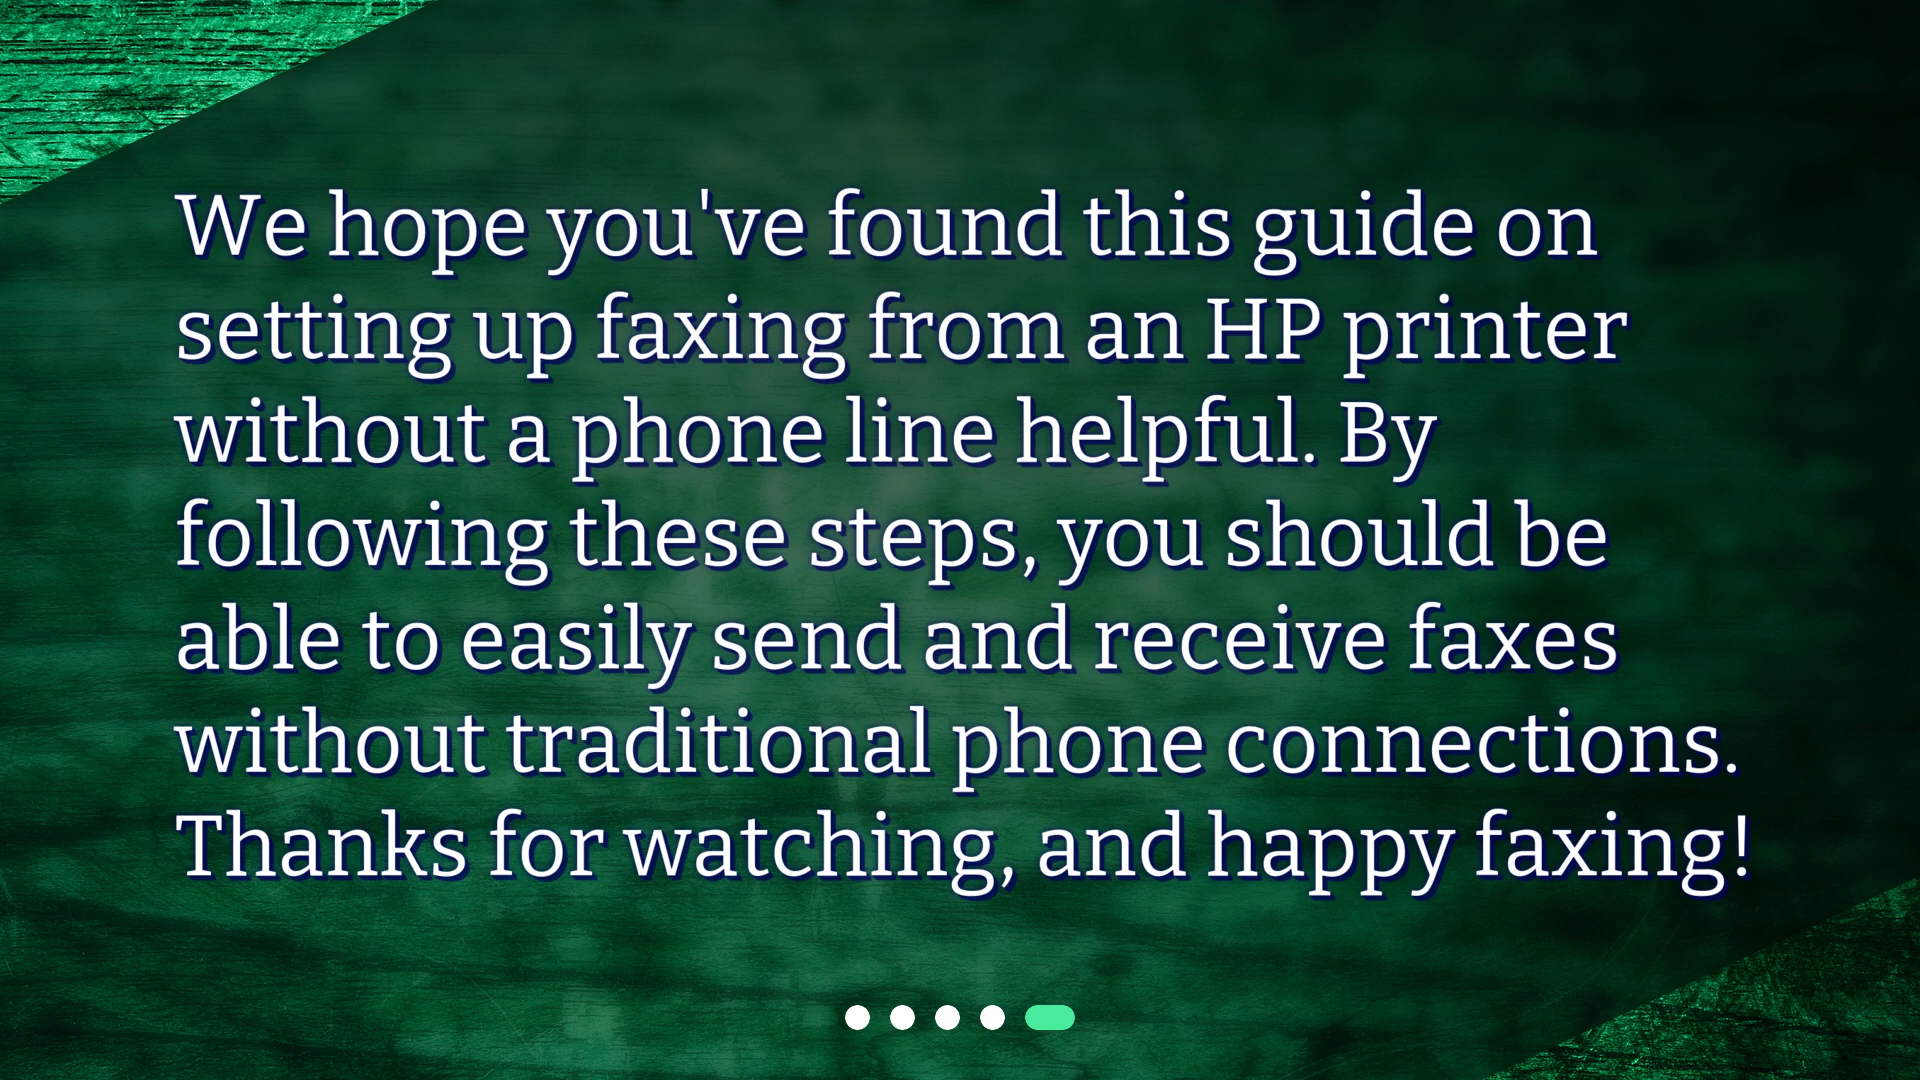 We hope you've found this guide on
setting up faxing from an HP printer
without a phone line helpful. By
following these steps, you should be
able to easily send and receive faxes
without traditional phone connections.
Thanks for watching, and happy faxing!